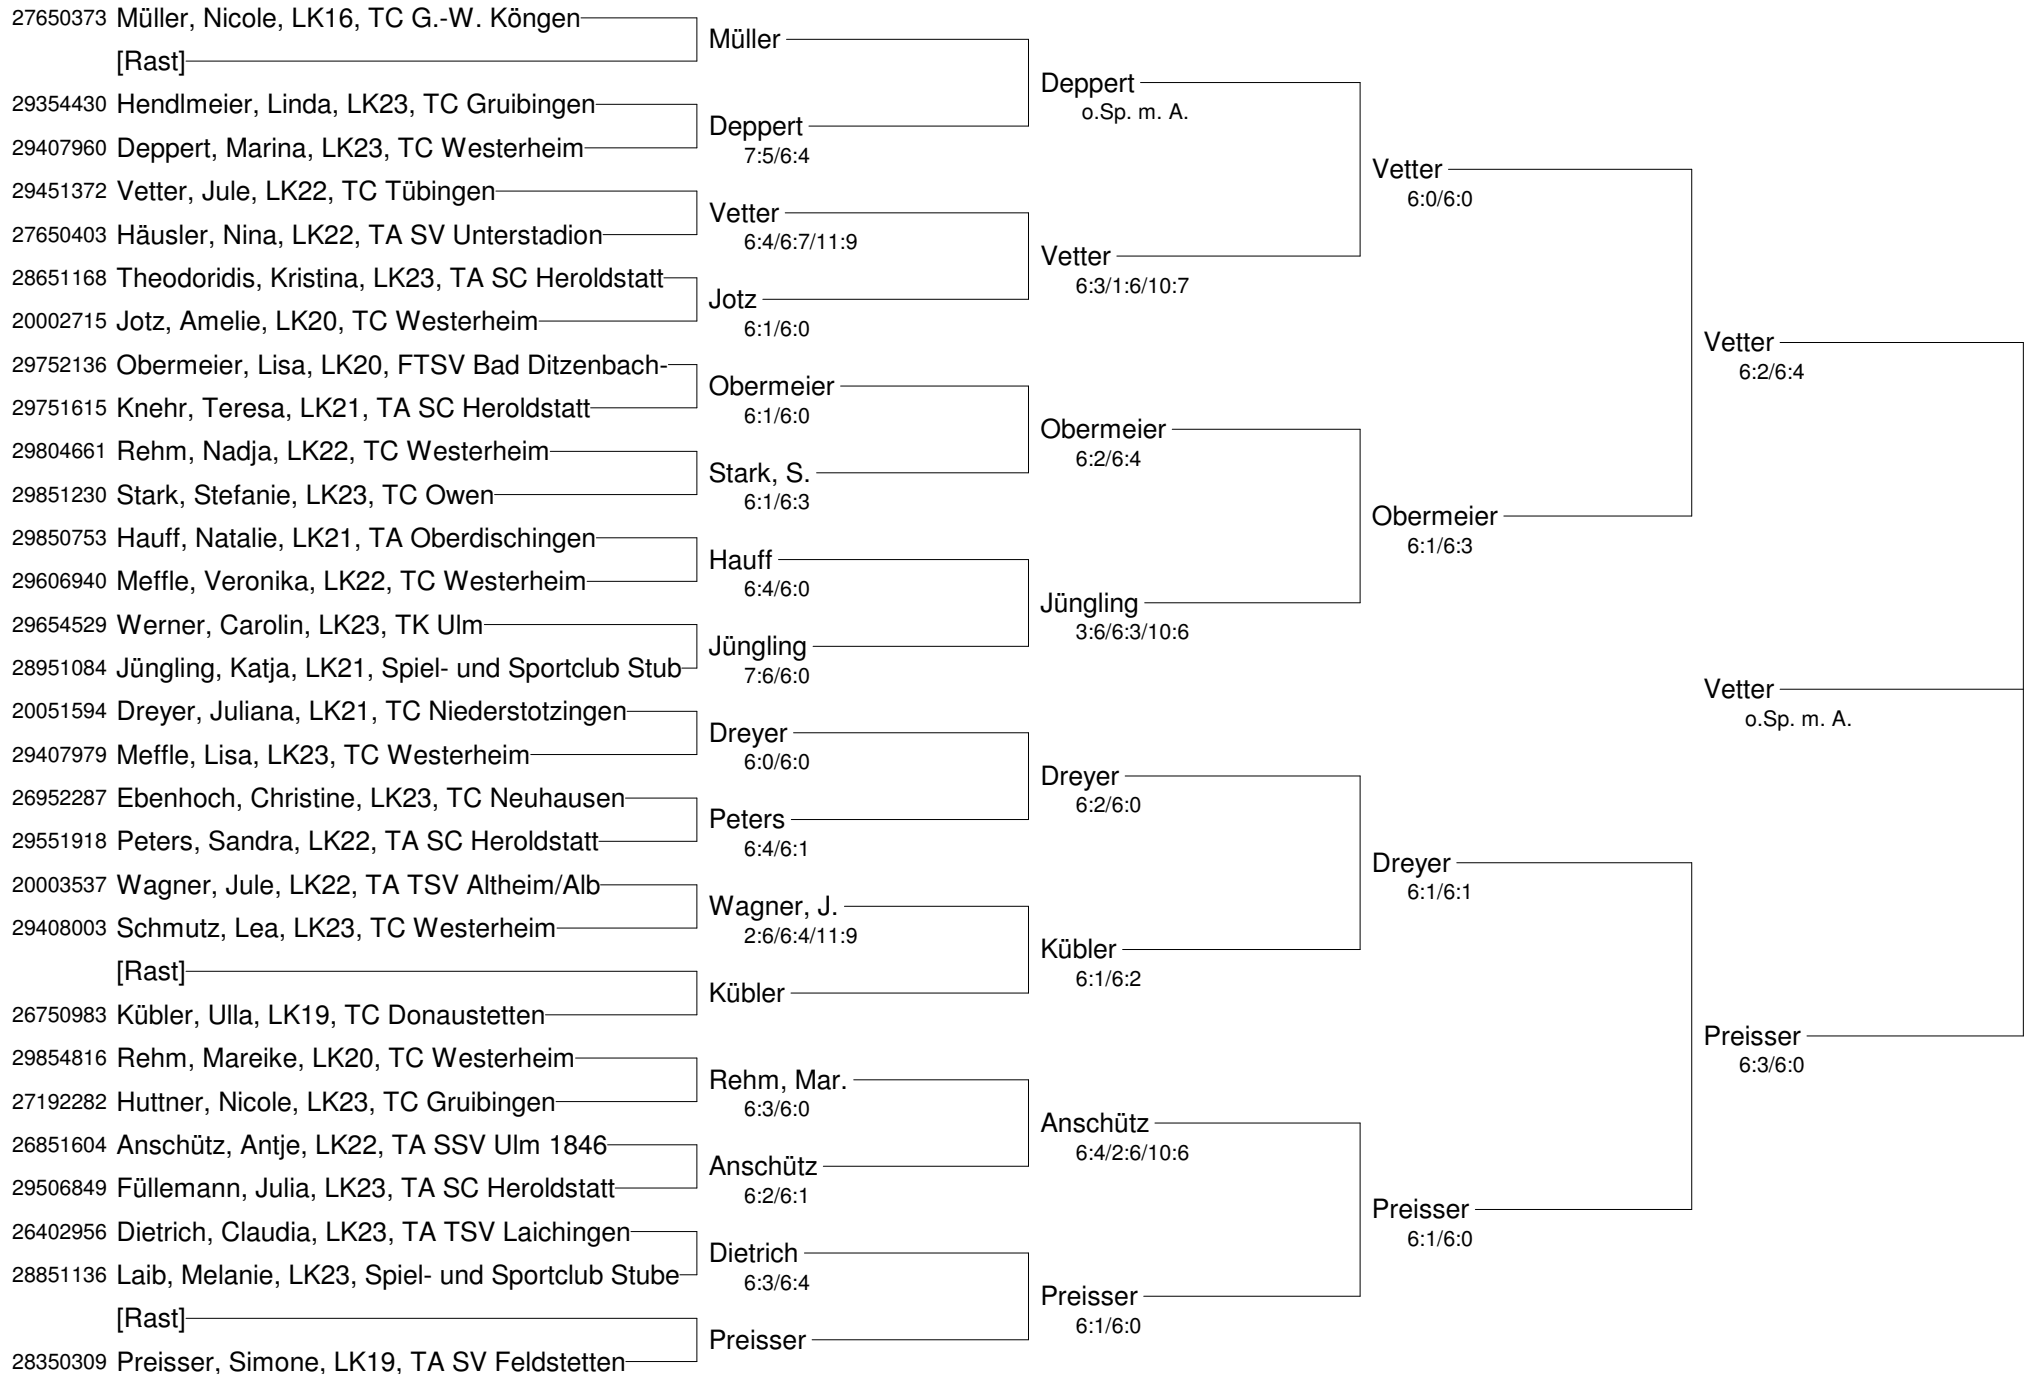 27650373 Müller, Nicole, LK16, TC G.-W. Köngen
[Rast]
29354430 Hendlmeier, Linda, LK23, TC Gruibingen
29407960 Deppert, Marina, LK23, TC Westerheim
29451372 Vetter, Jule, LK22, TC Tübingen
27650403 Häusler, Nina, LK22, TA SV Unterstadion
28651168 Theodoridis, Kristina, LK23, TA SC Heroldstatt
20002715 Jotz, Amelie, LK20, TC Westerheim
29752136 Obermeier, Lisa, LK20, FTSV Bad Ditzenbach-
29751615 Knehr, Teresa, LK21, TA SC Heroldstatt
29804661 Rehm, Nadja, LK22, TC Westerheim
29851230 Stark, Stefanie, LK23, TC Owen
29850753 Hauff, Natalie, LK21, TA Oberdischingen
29606940 Meffle, Veronika, LK22, TC Westerheim
29654529 Werner, Carolin, LK23, TK Ulm
28951084 Jüngling, Katja, LK21, Spiel- und Sportclub Stub
20051594 Dreyer, Juliana, LK21, TC Niederstotzingen
29407979 Meffle, Lisa, LK23, TC Westerheim
26952287 Ebenhoch, Christine, LK23, TC Neuhausen
29551918 Peters, Sandra, LK22, TA SC Heroldstatt
20003537 Wagner, Jule, LK22, TA TSV Altheim/Alb
29408003 Schmutz, Lea, LK23, TC Westerheim
[Rast]
26750983 Kübler, Ulla, LK19, TC Donaustetten
29854816 Rehm, Mareike, LK20, TC Westerheim
27192282 Huttner, Nicole, LK23, TC Gruibingen
26851604 Anschütz, Antje, LK22, TA SSV Ulm 1846
29506849 Füllemann, Julia, LK23, TA SC Heroldstatt
26402956 Dietrich, Claudia, LK23, TA TSV Laichingen
28851136 Laib, Melanie, LK23, Spiel- und Sportclub Stube
[Rast]
28350309 Preisser, Simone, LK19, TA SV Feldstetten
Müller
Deppert
7:5/6:4
Vetter
6:4/6:7/11:9
Jotz
6:1/6:0
Obermeier
6:1/6:0
Stark, S.
6:1/6:3
Hauff
6:4/6:0
Jüngling
7:6/6:0
Dreyer
6:0/6:0
Peters
6:4/6:1
Wagner, J.
2:6/6:4/11:9
Kübler
Rehm, Mar.
6:3/6:0
Anschütz
6:2/6:1
Dietrich
6:3/6:4
Preisser
Deppert
o.Sp. m. A.
Vetter
6:3/1:6/10:7
Obermeier
6:2/6:4
Jüngling
3:6/6:3/10:6
Dreyer
6:2/6:0
Kübler
6:1/6:2
Anschütz
6:4/2:6/10:6
Preisser
6:1/6:0
Vetter
6:0/6:0
Obermeier
6:1/6:3
Dreyer
6:1/6:1
Preisser
6:1/6:0
Vetter
6:2/6:4
Vetter
o.Sp. m. A.
Preisser
6:3/6:0